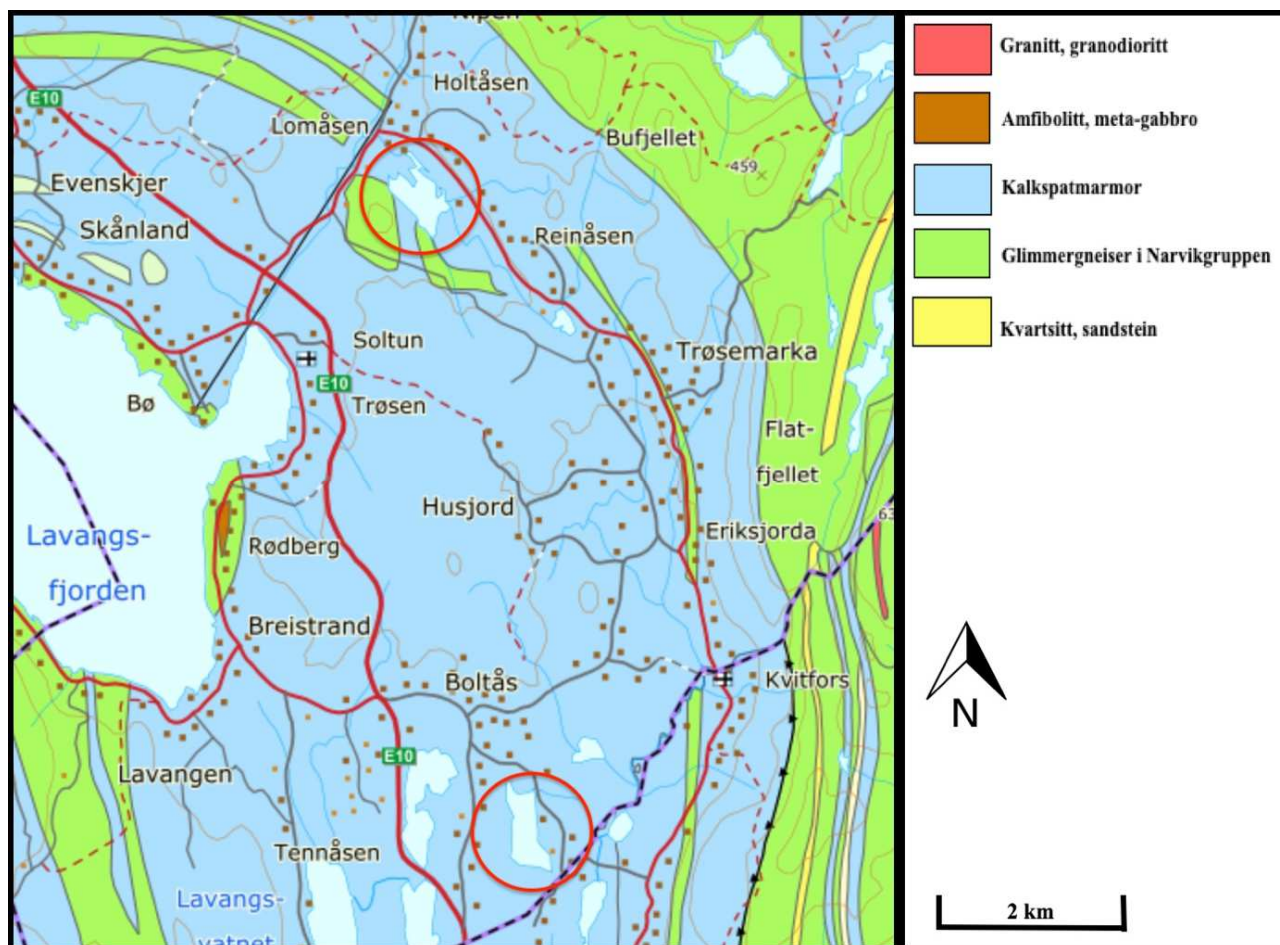 Nipen
E10
Holtåsen
Lomåsen
Bufjellet
459
Evenskjer
Skånland
Reinåsen
Soltun
Trøsemarka
E10
Trøsen
Bø
Flat-
fjellet
Husjord
Lavangs-
fjorden
Rødberg
Eriksjorda
Breistrand
Boltås
Kvitfors
E10
Lavangen
Tennåsen
Lavangs-
vatnet
Granitt, granodioritt
Amfibolitt, meta-gabbro
Kalkspatmarmor
Glimmergneiser i Narvikgruppen
Kvartsitt, sandstein
N
2 km